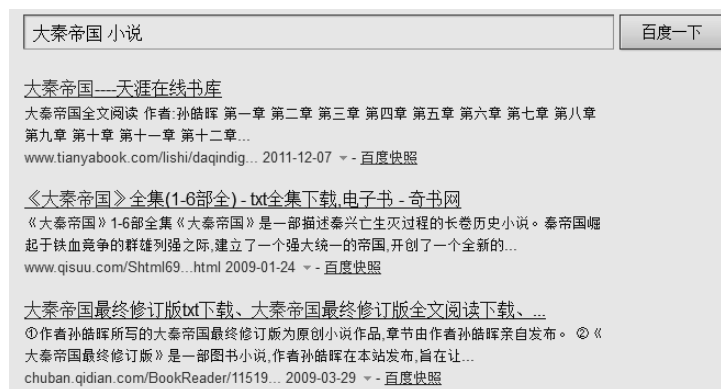 大秦帝国 小说
百度一下
大秦帝国----天涯在线书库
大秦帝国全文阅读 作者:孙皓晖 第一章 第二章 第三章 第四章 第五章 第六章 第七章 第八章
第九章 第十章 第十一章 第十二章...
www.tianyabook.com/lishi/daqindig... 2011-12-07 - 百度快照
《大秦帝国》全集(1-6部全) - txt全集下载,电子书 - 奇书网
《大秦帝国》1-6部全集《大秦帝国》是一部描述秦兴亡生灭过程的长卷历史小说。秦帝国崛
起于铁血竞争的群雄列强之际,建立了一个强大统一的帝国,开创了一个全新的...
www.qisuu.com/Shtml69...html 2009-01-24 - 百度快照
大秦帝国最终修订版txt下载、大秦帝国最终修订版全文阅读下载、...
①作者孙皓晖所写的大秦帝国最终修订版为原创小说作品,章节由作者孙皓晖亲自发布。 ②《
大秦帝国最终修订版》是一部图书小说,作者孙皓晖在本站发布,旨在让...
chuban.qidian.com/BookReader/11519... 2009-03-29 - 百度快照